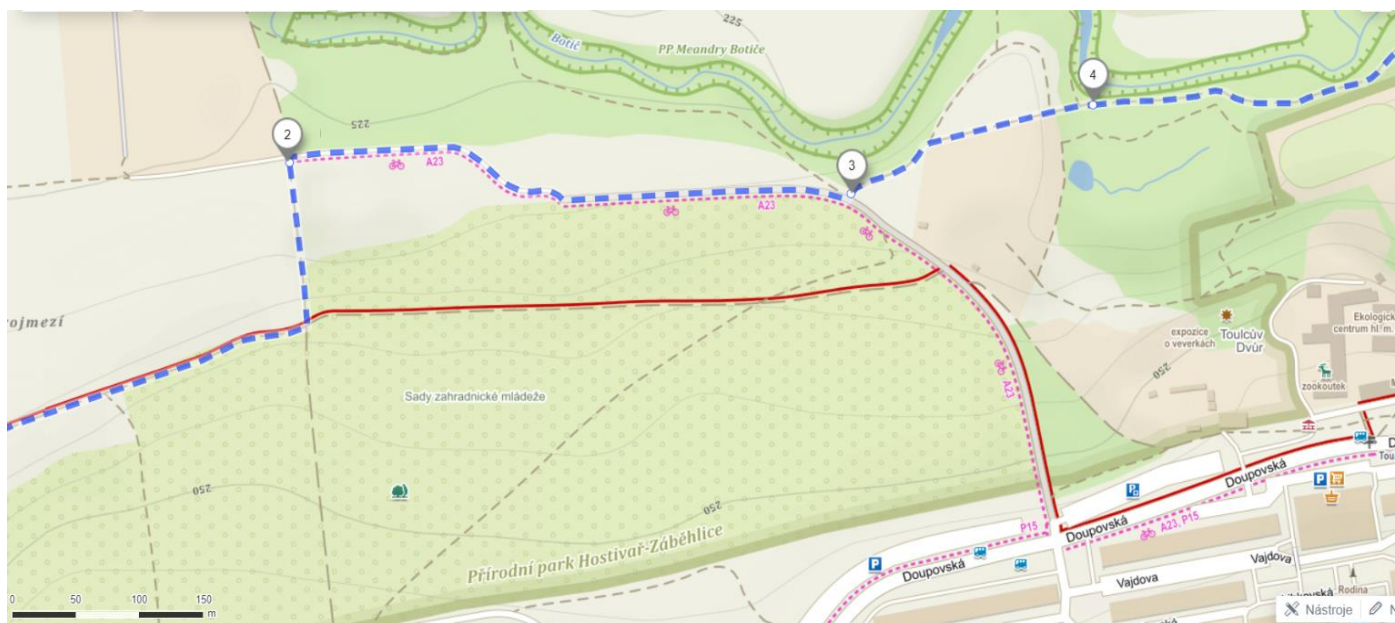 225
Botič
PP Meandry Botiče
4
225
2
A23
3
A23
rojmezí
Ekologick
centrum hl. m.
expozice
o veverkách
Toulcův
Dvůr
250
zookoutek
A23
Sady zahradnické mládeže
250
250
Doupovská
D
Tou
P
P
Doupovská
A23, P15
P15
Přírodní park Hostivař-Záběhlice
P
Doupovská
Vajdova
Vajdova
Rodina
0 50 100 150
m
Nástroje
N